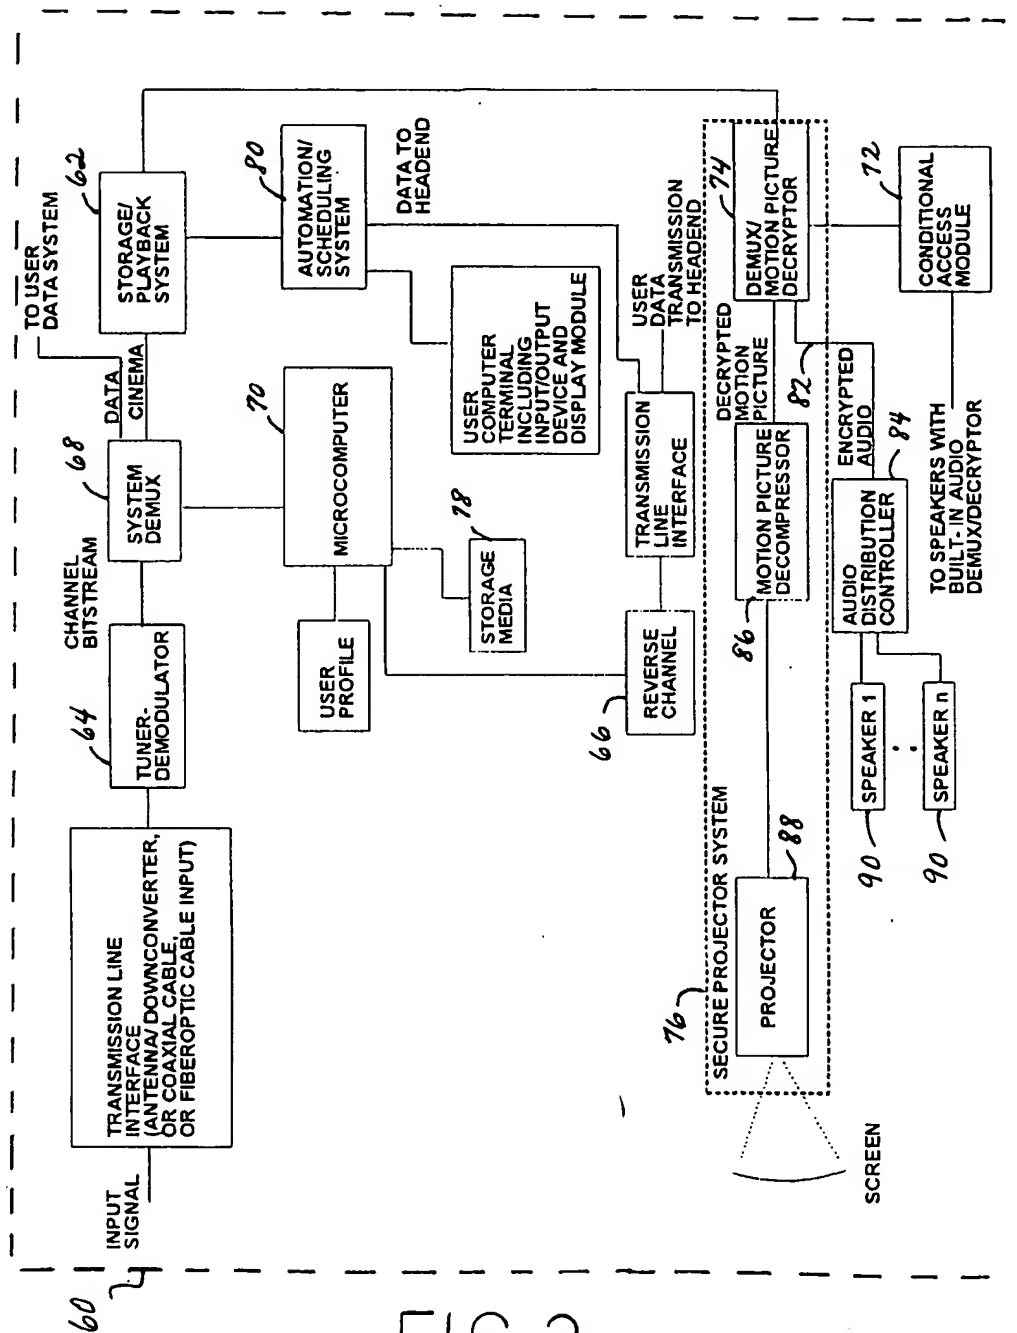 60
INPUT
SIGNAL
TRANSMISSION LINE
INTERFACE
(ANTENNA/DOWNCONVERTER,
OR COAXIAL CABLE,
OR FIBEROPTIC CABLE INPUT)
64
TUNER-
DEMODULATOR
CHANNEL
BITSTREAM
68
SYSTEM
DEMUX
DATA
CINEMA
TO USER
DATA SYSTEM
62
STORAGE/
PLAYBACK
SYSTEM
USER
PROFILE
70
MICROCOMPUTER
80
AUTOMATION/
SCHEDULING
SYSTEM
DATA TO
HEADEND
78
STORAGE
MEDIA
USER
COMPUTER
TERMINAL
INCLUDING
INPUT/OUTPUT
DEVICE AND
DISPLAY MODULE
66
REVERSE
CHANNEL
TRANSMISSION
LINE
INTERFACE
USER
DATA
TRANSMISSION
TO HEADEND
76
SECURE PROJECTOR SYSTEM
PROJECTOR
88
SCREEN
86
MOTION PICTURE
DECOMPRESSOR
DECRYPTED
MOTION
PICTURE
74
DEMUX/
MOTION PICTURE
DECRYPTOR
82
ENCRYPTED
AUDIO
84
AUDIO
DISTRIBUTION
CONTROLLER
SPEAKER 1
90
SPEAKER n
90
72
CONDITIONAL
ACCESS
MODULE
TO SPEAKERS WITH
BUILT- IN AUDIO
DEMUX/DECRYPTOR